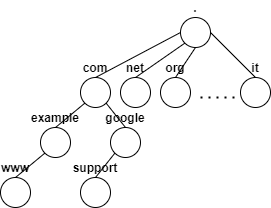 .
com net org ..... it
example google
www support